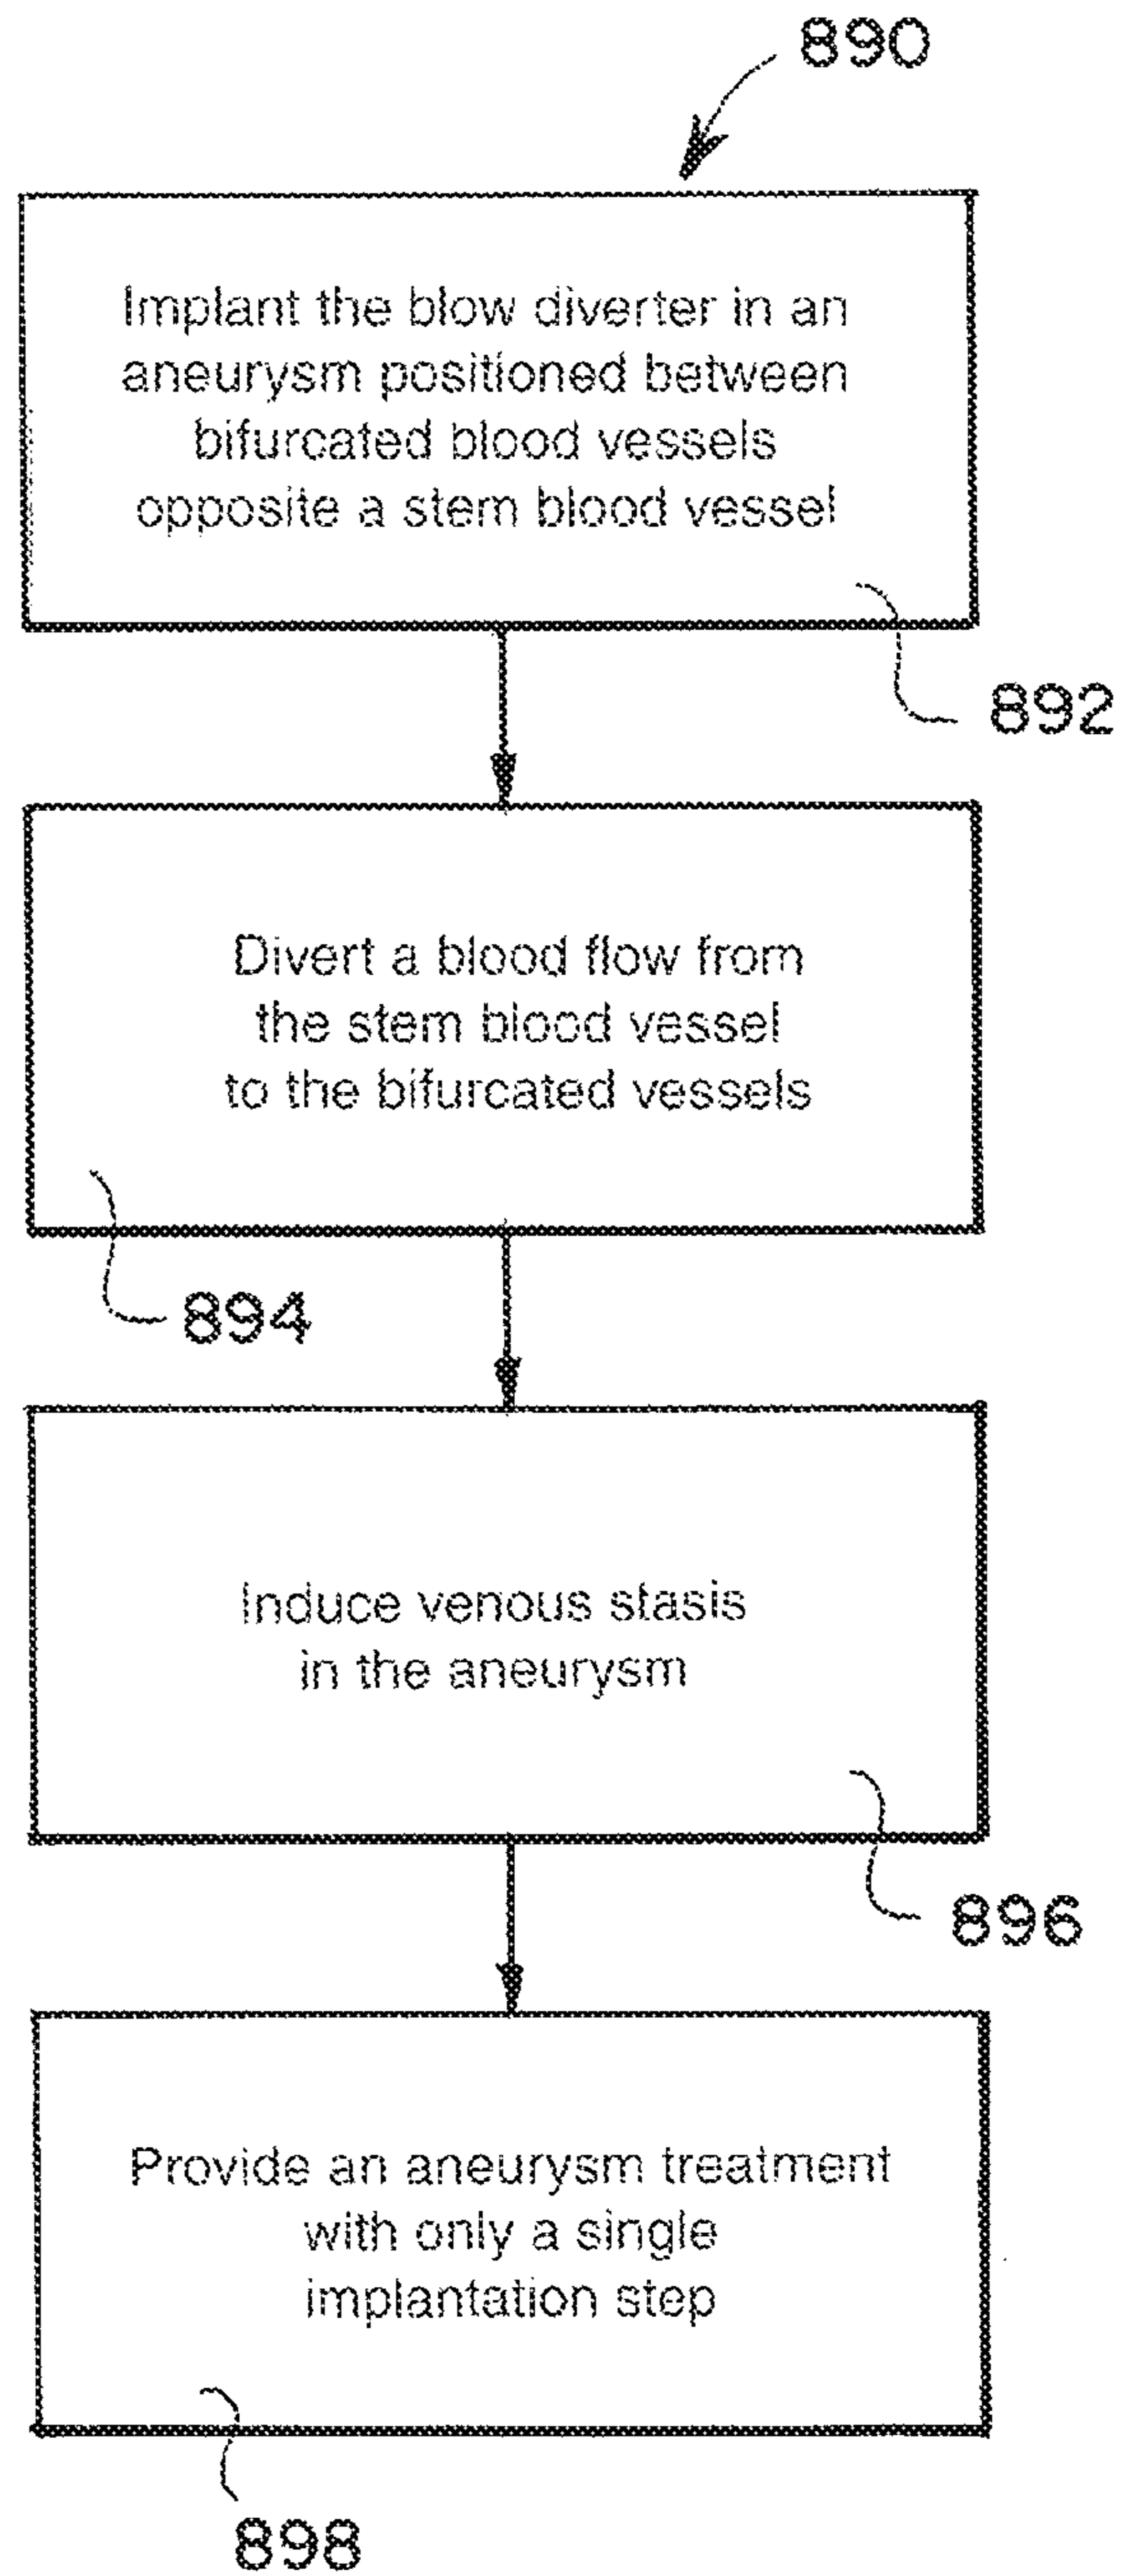 890
Implant the blow diverter in an
aneurysm positioned between
bifurcated blood vessels
opposite a stem blood vessel
892
Divert a blood flow from
the stem blood vessel
to the bifurcated vessels
894
Induce venous stasis
in the aneurysm
896
Provide an aneurysm treatment
with only a single
implantation step
898